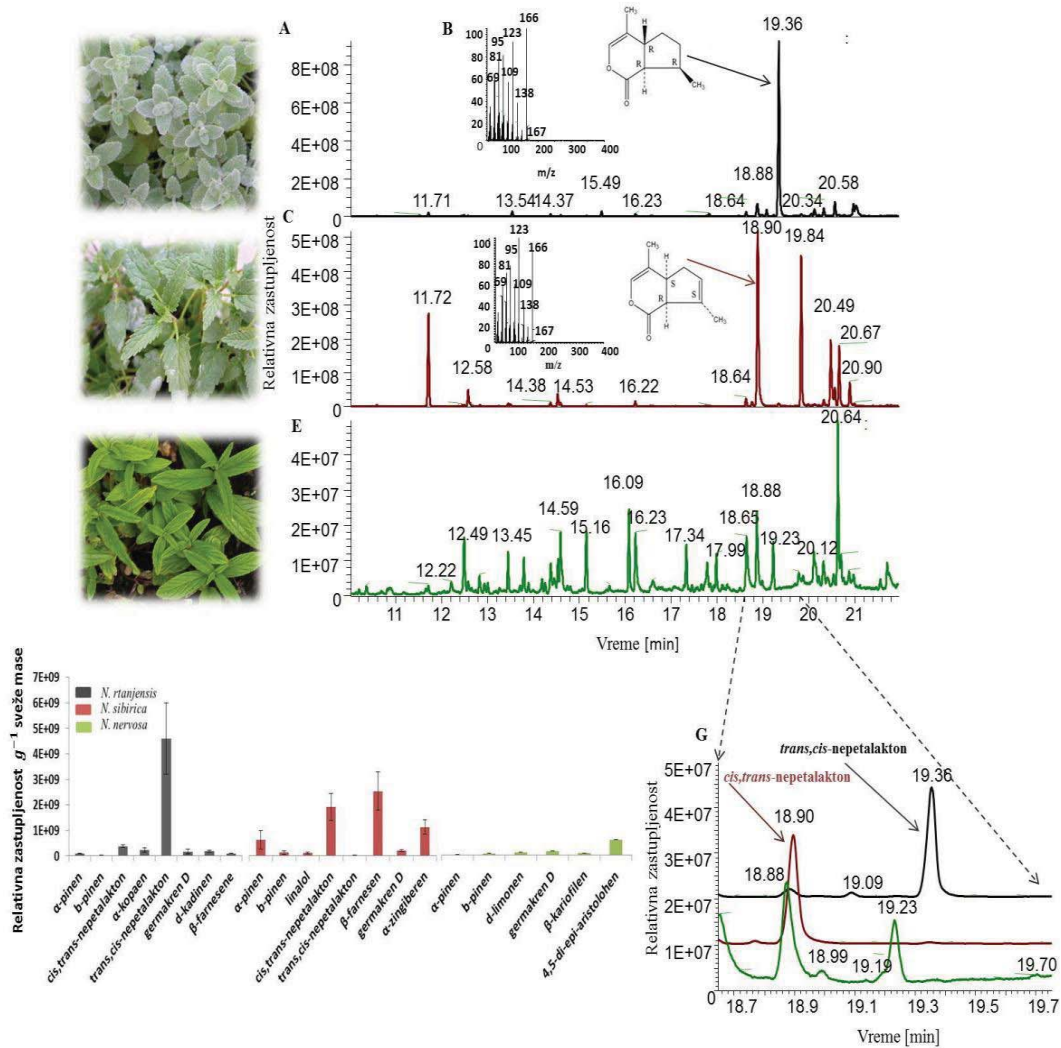 A
B
166
123
95
81
69
109
138
167
100
80
60
40
20
0
0 100 200 300 400
m/z
CH₃
H
R
R
R
O
O
H
CH₃
19.36
8E+08
6E+08
4E+08
2E+08
0
11.71
13.54
14.37
15.49
16.23
18.64
18.88
20.34
20.58
C
123
166
95
81
59
109
138
167
100
80
60
40
20
0
0 100 200 300 400
m/z
CH₃
H
S
R
S
O
O
H
CH₃
18.90
19.84
5E+08
4E+08
3E+08
2E+08
1E+08
0
11.72
12.58
14.38
14.53
16.22
18.64
20.49
20.67
20.90
Relativna zastupljenost
E
20.64
4E+07
3E+07
2E+07
1E+07
0
12.22
12.49
13.45
14.59
15.16
16.09
16.23
17.34
17.99
18.65
18.88
19.23
20.12
11 12 13 14 15 16 17 18 19 20 21
Vreme [min]
Relativna zastupljenost g⁻¹ sveže mase
7E+09
6E+09
5E+09
4E+09
3E+09
2E+09
1E+09
0
N. rtanjensis
N. sibirica
N. nervosa
α-pinen
b-pinen
cis,trans-nepetalakton
α-kopaen
trans,cis-nepetalakton
germakren D
d-kadinen
β-farnesene
α-pinen
b-pinen
linalol
cis,trans-nepetalakton
trans,cis-nepetalakton
β-farnesen
germakren D
α-zingiberen
α-pinen
b-pinen
d-limonen
germakren D
β-kariofilen
4,5-di-epi-aristolohen
G
trans,cis-nepetalakton
cis,trans-nepetalakton
Relativna zastupljenost
5E+07
4E+07
3E+07
2E+07
1E+07
0
19.36
18.90
18.88
19.09
19.23
18.99
19.19
19.70
18.7 18.9 19.1 19.3 19.5 19.7
Vreme [min]